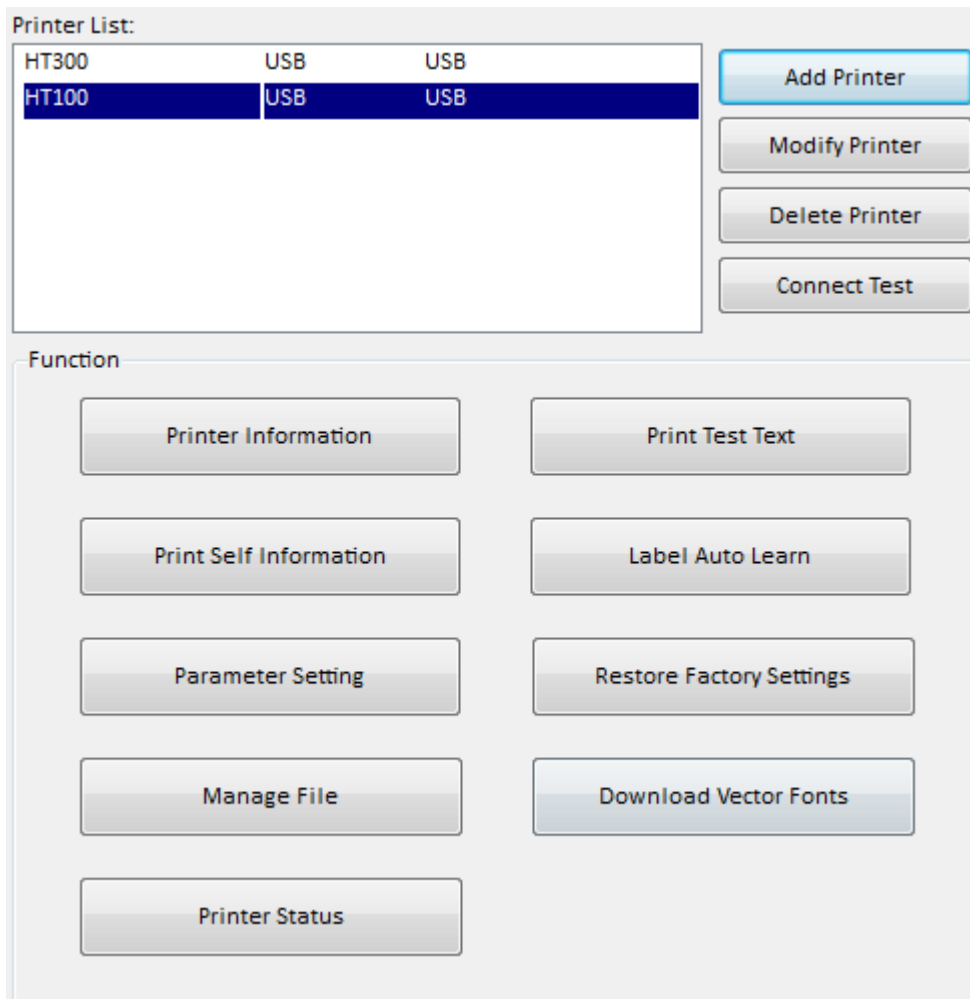 Printer List:
HT300 USB USB
HT100 USB USB
Add Printer
Modify Printer
Delete Printer
Connect Test
Function
Printer Information
Print Test Text
Print Self Information
Label Auto Learn
Parameter Setting
Restore Factory Settings
Manage File
Download Vector Fonts
Printer Status